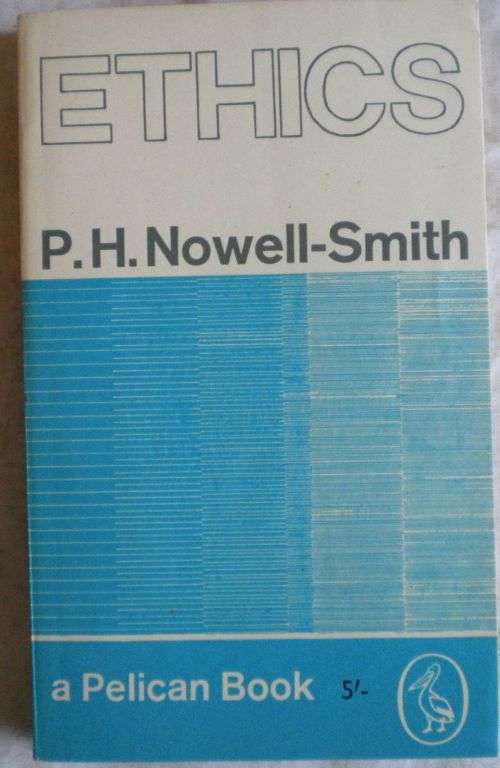 ETHICS
P. H. Nowell-Smith
a Pelican Book 5/-